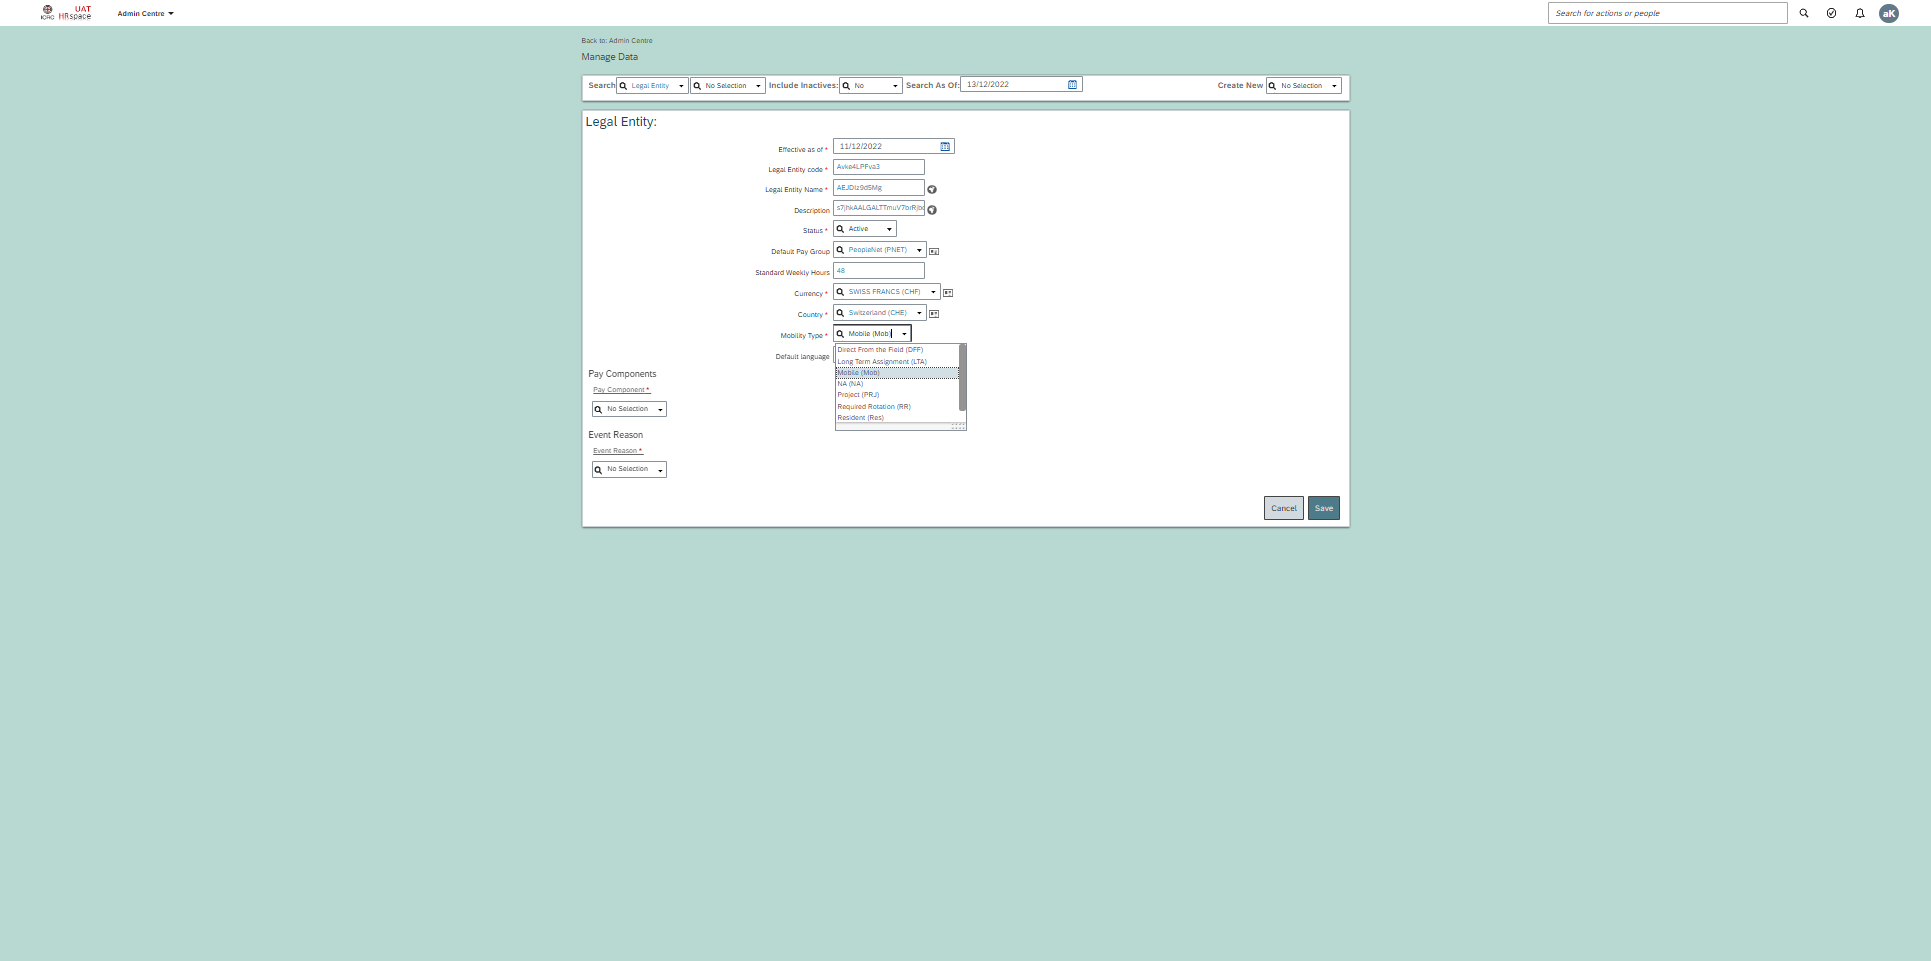 ICRC UAT HRspace Admin Centre Search for actions or people aK
Back to: Admin Centre
Manage Data
Search Legal Entity No Selection Include Inactives: No Search As Of: 13/12/2022 Create New No Selection
Legal Entity:
Effective as of * 11/12/2022
Legal Entity code * Avke4LPFva3
Legal Entity Name * AEJDIz9d5Mg
Description s7jhkAALGALTTmuV7brRjbd
Status * Active
Default Pay Group PeopleNet (PNET)
Standard Weekly Hours 48
Currency * SWISS FRANCS (CHF)
Country * Switzerland (CHE)
Mobility Type * Mobile (Mob)
Default language
Direct From the Field (DFF)
Long Term Assignment (LTA)
Mobile (Mob)
NA (NA)
Project (PRJ)
Required Rotation (RR)
Resident (Res)
Pay Components
Pay Component *
No Selection
Event Reason
Event Reason *
No Selection
Cancel Save